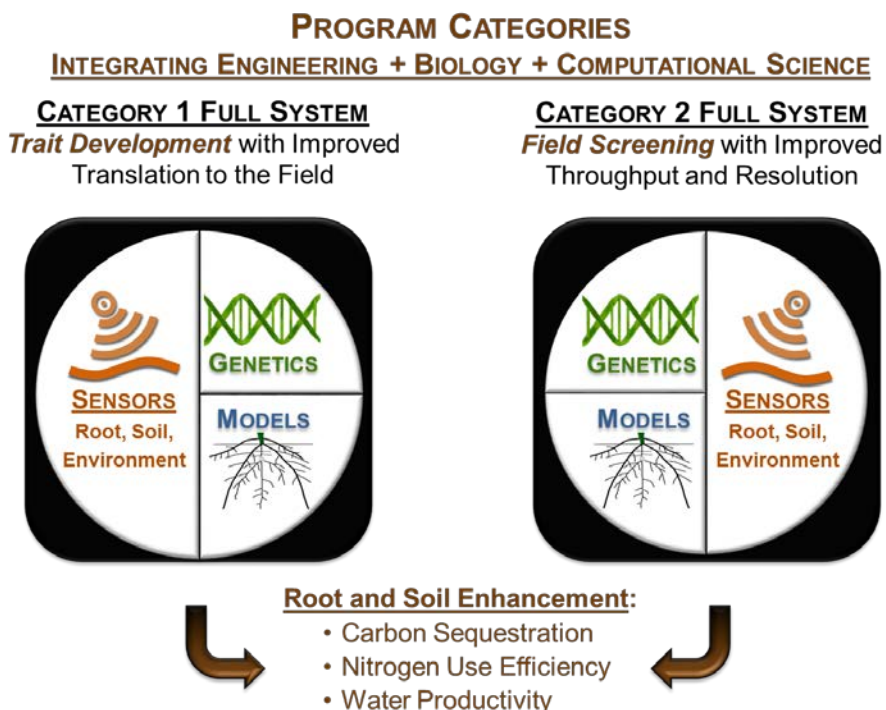 PROGRAM CATEGORIES
INTEGRATING ENGINEERING + BIOLOGY + COMPUTATIONAL SCIENCE
CATEGORY 1 FULL SYSTEM
Trait Development with Improved
Translation to the Field
CATEGORY 2 FULL SYSTEM
Field Screening with Improved
Throughput and Resolution
SENSORS
Root, Soil,
Environment
GENETICS
MODELS
GENETICS
MODELS
SENSORS
Root, Soil,
Environment
Root and Soil Enhancement:
• Carbon Sequestration
• Nitrogen Use Efficiency
• Water Productivity